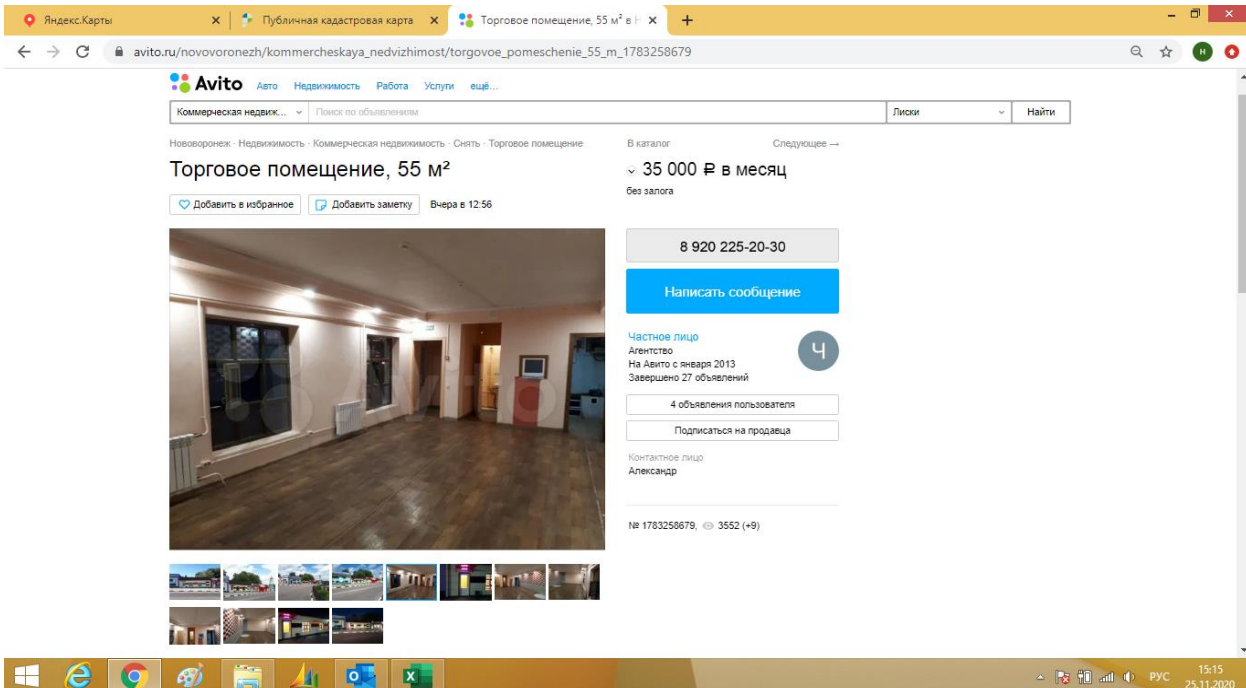 Яндекс.Карты
Публичная кадастровая карта
Торговое помещение, 55 м² в Н
avito.ru/novovoronezh/kommercheskaya_nedvizhimost/torgovoe_pomeschenie_55_m_1783258679
Н
Avito Авто Недвижимость Работа Услуги ещё...
Коммерческая недвиж... Поиск по объявлениям Лиски Найти
Нововоронеж · Недвижимость · Коммерческая недвижимость · Снять · Торговое помещение
В каталог Следующее →
Торговое помещение, 55 м²
35 000 ₽ в месяц
без залога
Добавить в избранное Добавить заметку Вчера в 12:56
8 920 225-20-30
Написать сообщение
Частное лицо
Ч
Агентство
На Авито с января 2013
Завершено 27 объявлений
4 объявления пользователя
Подписаться на продавца
Контактное лицо
Александр
№ 1783258679, 3552 (+9)
Avito
РУС
15:15
25.11.2020